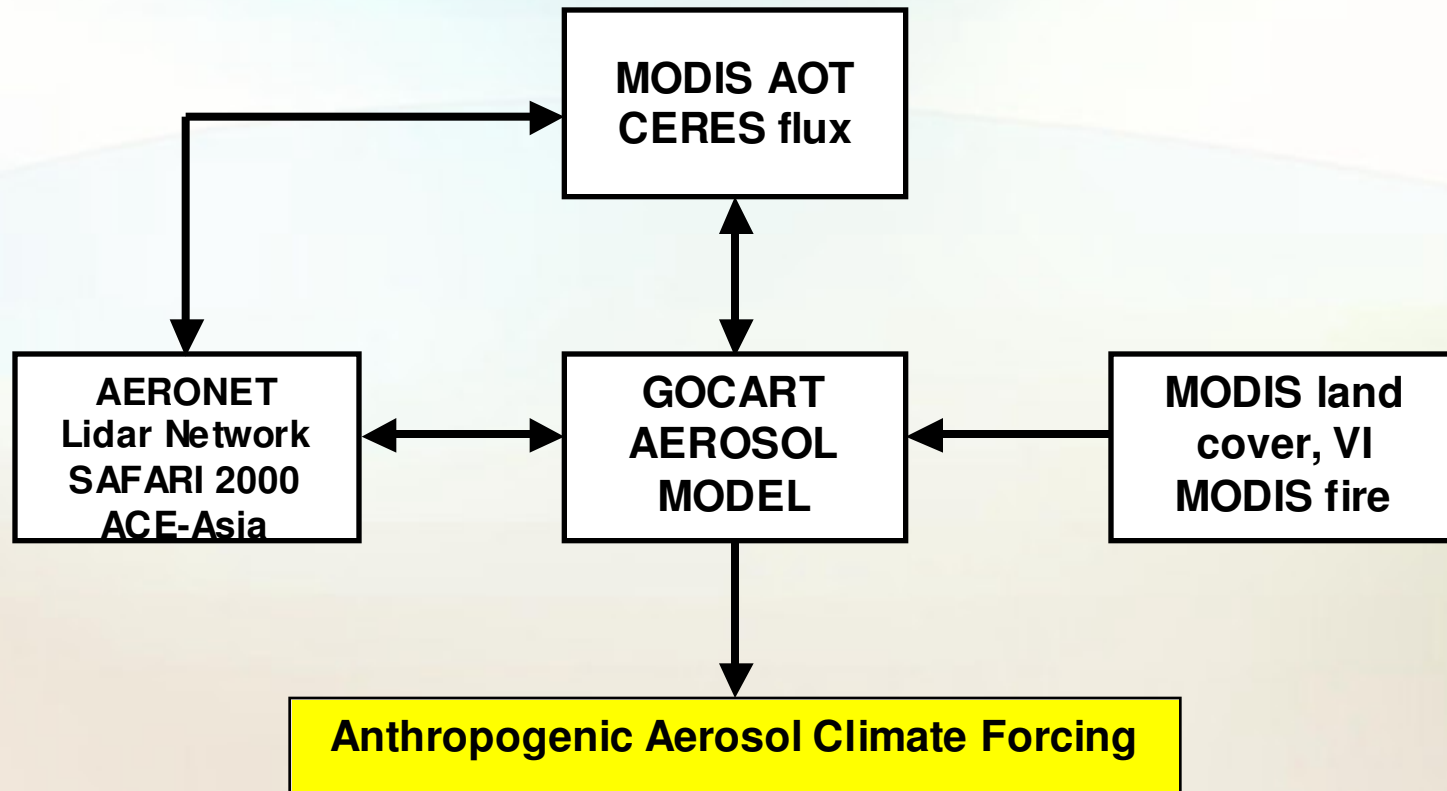 MODIS AOT
CERES flux
AERONET
Lidar Network
SAFARI 2000
ACE-Asia
GOCART
AEROSOL
MODEL
MODIS land
cover, VI
MODIS fire
Anthropogenic Aerosol Climate Forcing